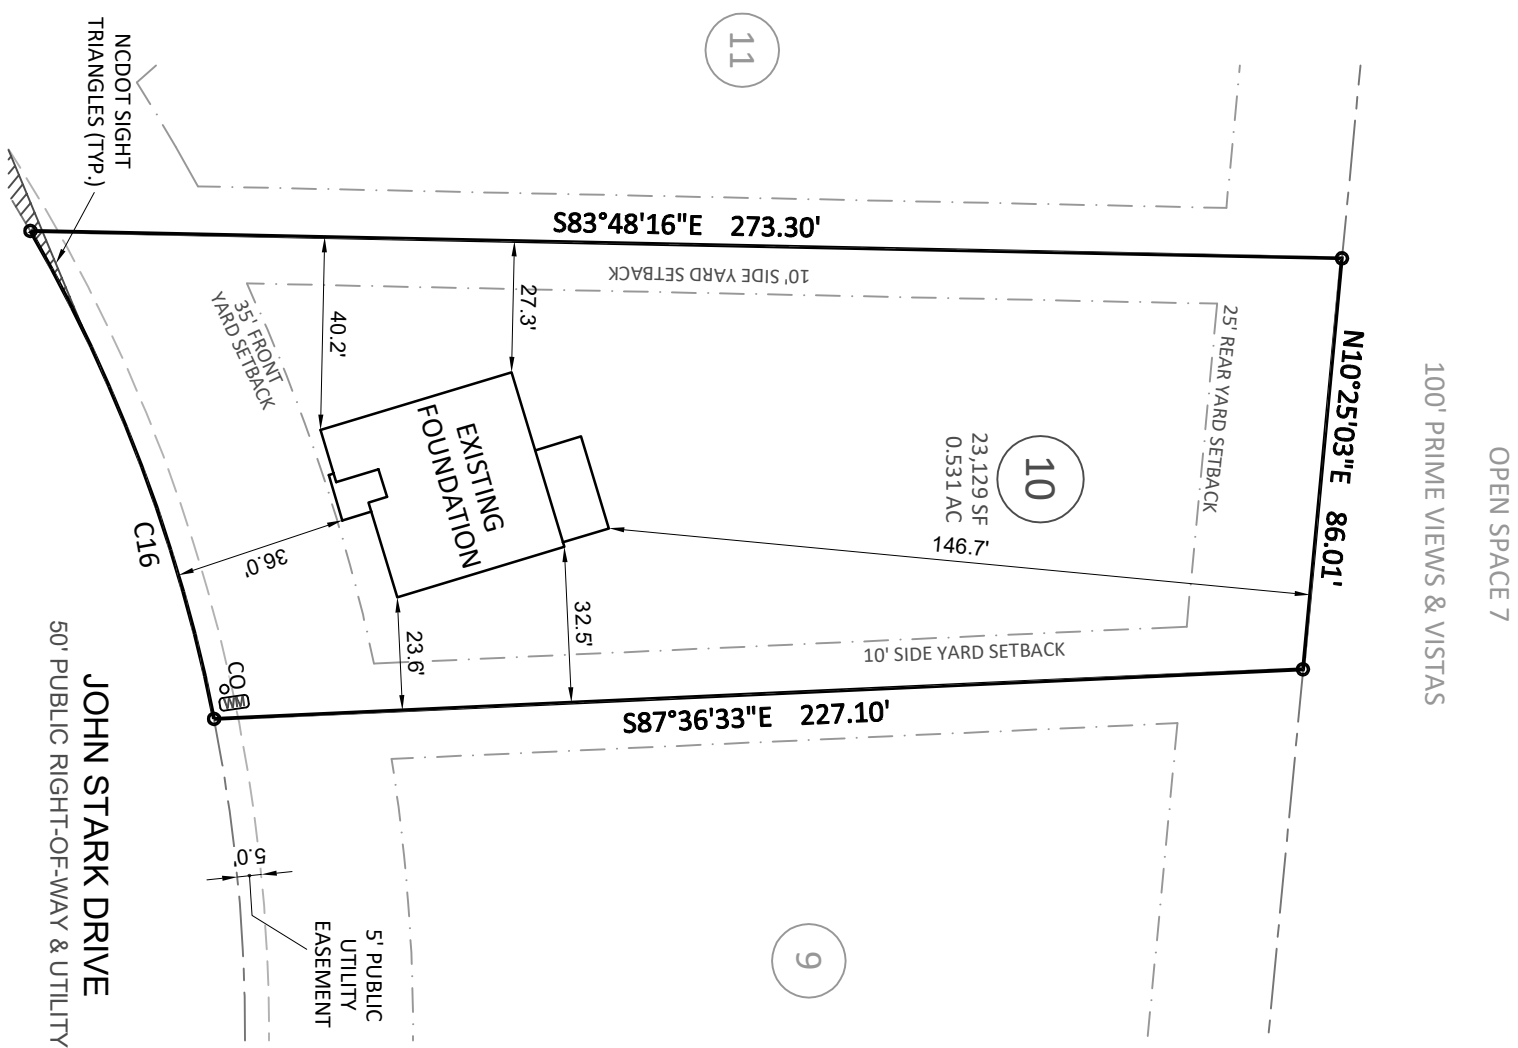 11
NCDOT SIGHT
TRIANGLES (TYP.)
S83°48'16"E 273.30'
10' SIDE YARD SETBACK
27.3'
40.2'
35' FRONT
YARD SETBACK
25' REAR YARD SETBACK
N10°25'03"E 86.01'
OPEN SPACE 7
100' PRIME VIEWS & VISTAS
EXISTING
FOUNDATION
10
23,129 SF
0.531 AC
146.7'
C16
36.0'
32.5'
23.6'
10' SIDE YARD SETBACK
CO
WM
S87°36'33"E 227.10'
JOHN STARK DRIVE
50' PUBLIC RIGHT-OF-WAY & UTILITY
5.0'
5' PUBLIC
UTILITY
EASEMENT
9